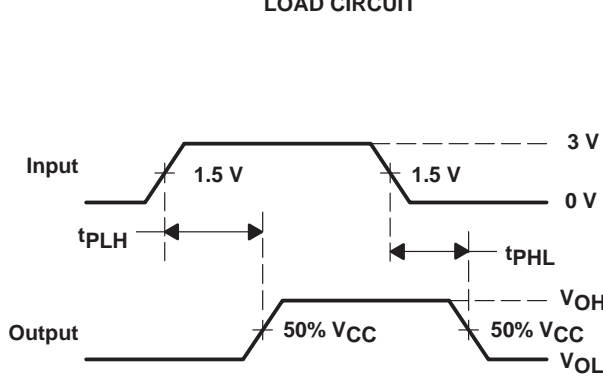 LOAD CIRCUIT
3 V
Input
1.5 V
1.5 V
0 V
tPLH
tPHL
VOH
Output
50% VCC
50% VCC
VOL